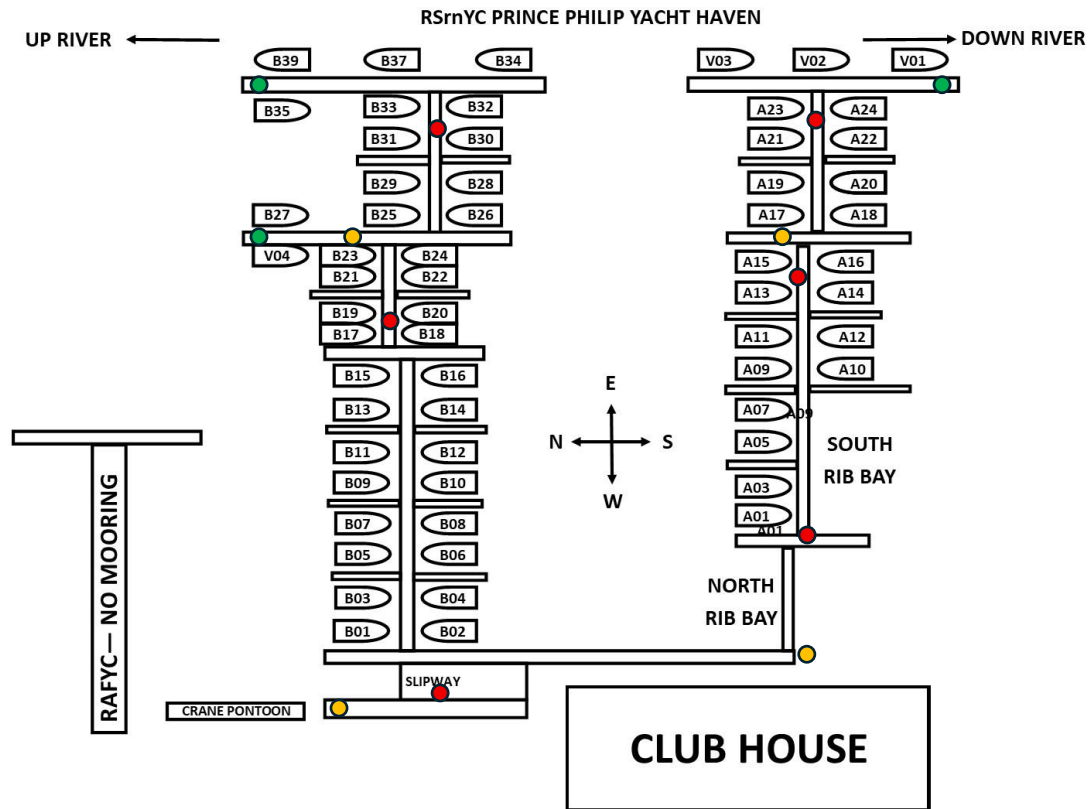 RSrnYC PRINCE PHILIP YACHT HAVEN
UP RIVER
DOWN RIVER
B39
B37
B34
V03
V02
V01
B35
B33
B32
B31
B30
B29
B28
B27
B25
B26
V04
B23
B24
B21
B22
B19
B20
B17
B18
B15
B16
B13
B14
B11
B12
B09
B10
B07
B08
B05
B06
B03
B04
B01
B02
A23
A24
A21
A22
A19
A20
A17
A18
A15
A16
A13
A14
A11
A12
A09
A10
A07
A09
A05
A03
A01
A01
E
N
S
W
SOUTH
RIB BAY
NORTH
RIB BAY
RAFYC— NO MOORING
SLIPWAY
CRANE PONTOON
CLUB HOUSE